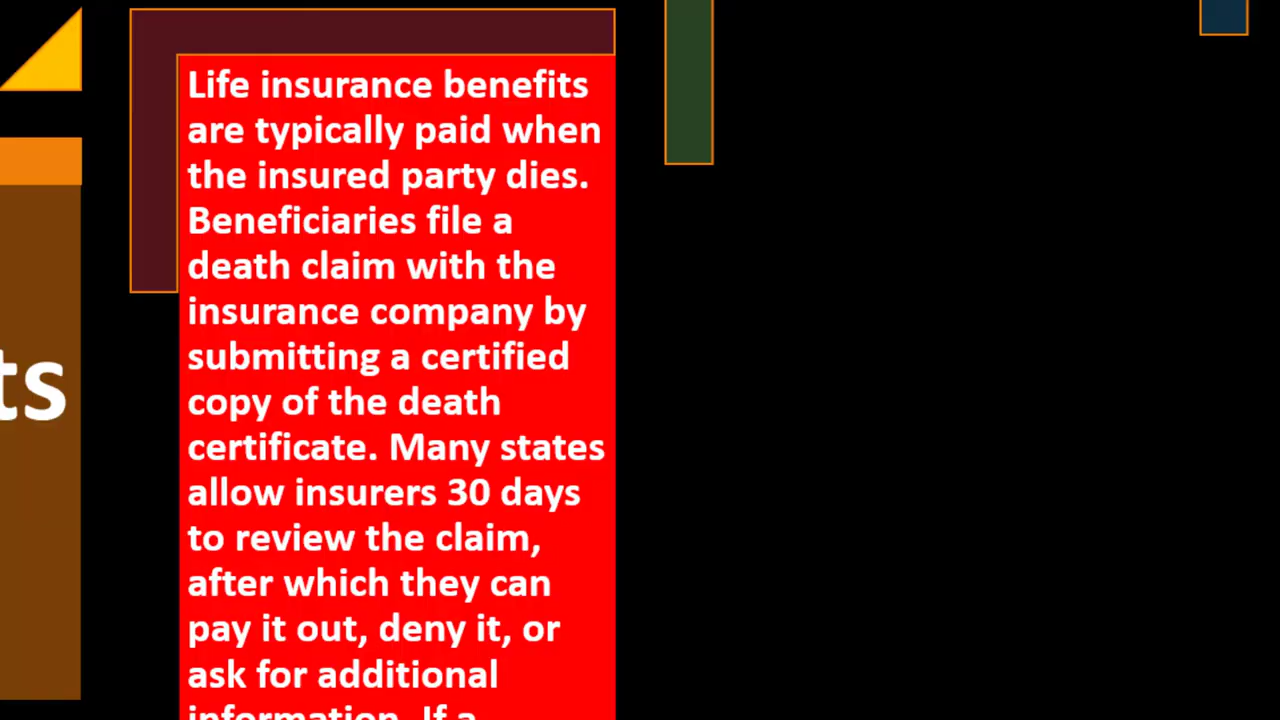 Life insurance benefits
are typically paid when
the insured party dies.
Beneficiaries file a
death claim with the
insurance company by
submitting a certified
copy of the death
certificate. Many states
allow insurers 30 days
to review the claim,
after which they can
pay it out, deny it, or
ask for additional
information. If a
ts